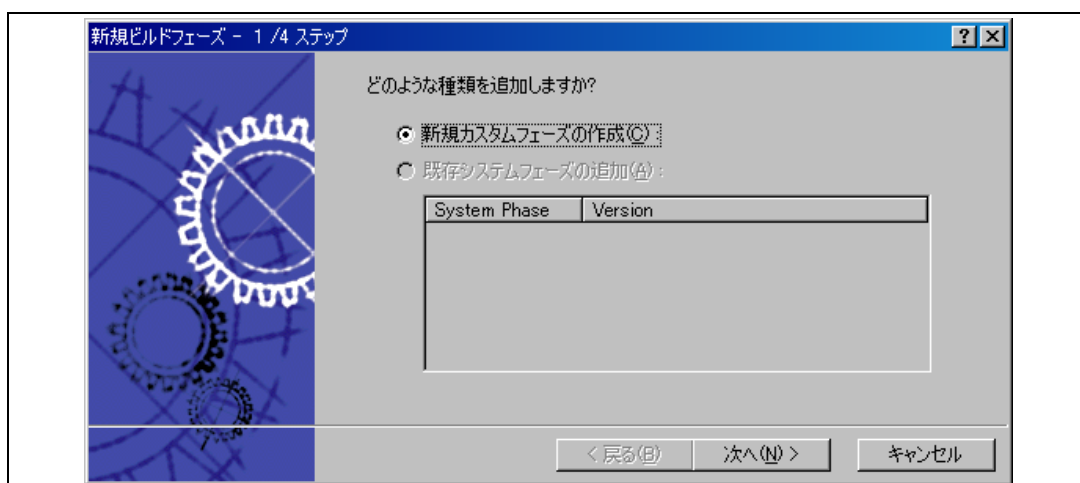 新規ビルドフェーズ - 1 /4 ステップ
どのような種類を追加しますか?
新規カスタムフェーズの作成(C) :
既存システムフェーズの追加(A) :
System Phase Version
< 戻る(B) 次へ(N) > キャンセル